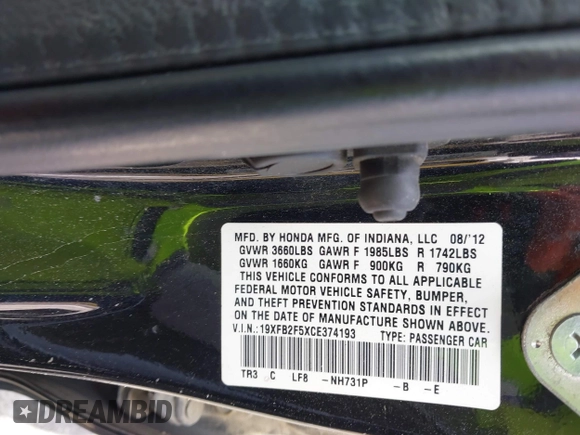 MFD. BY HONDA MFG. OF INDIANA, LLC 08/'12
GVWR 3660LBS GAWR F 1985LBS R 1742LBS
GVWR 1660KG GAWR F 900KG R 790KG
THIS VEHICLE CONFORMS TO ALL APPLICABLE
FEDERAL MOTOR VEHICLE SAFETY, BUMPER,
AND THEFT PREVENTION STANDARDS IN EFFECT
ON THE DATE OF MANUFACTURE SHOWN ABOVE.
V.I.N.: 19XFB2F5XCE374193 TYPE: PASSENGER CAR
TR3 C LF8 -NH731P -B -E
RIDEMBID